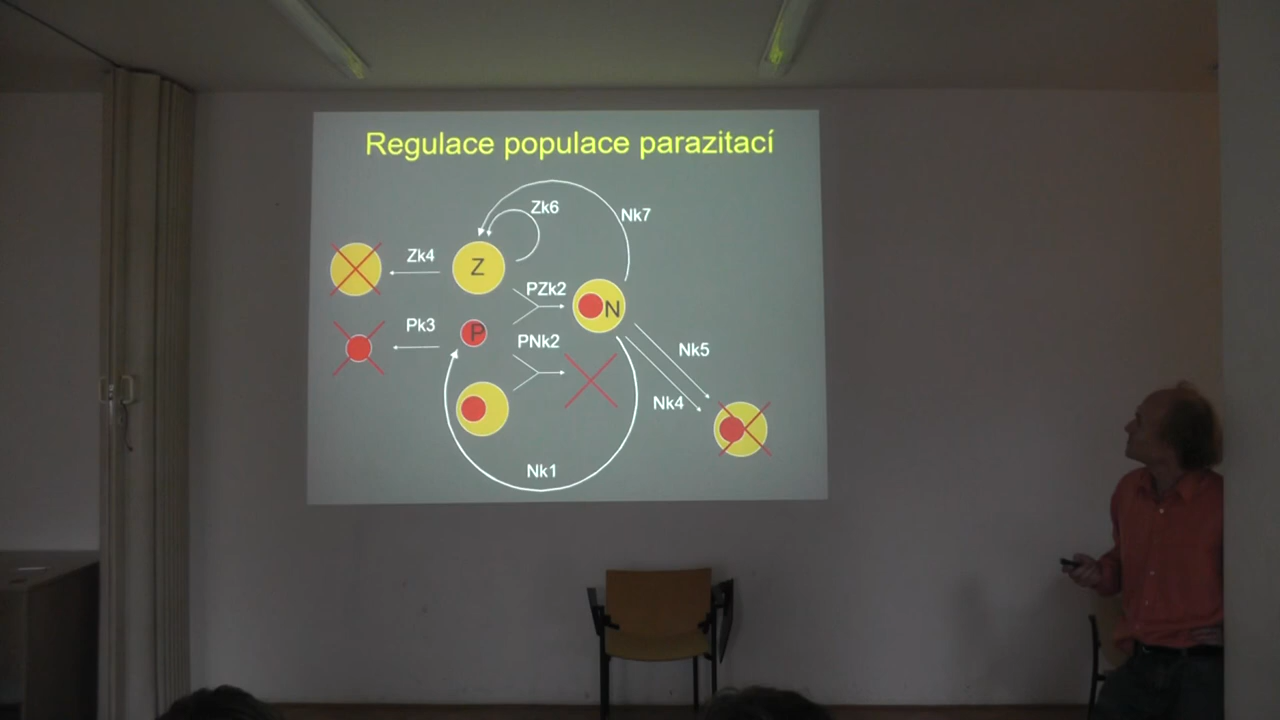 Regulace populace parazitací
Zk6
Nk7
Zk4
Z
PZk2
N
Pk3
P
PNk2
Nk5
Nk4
Nk1